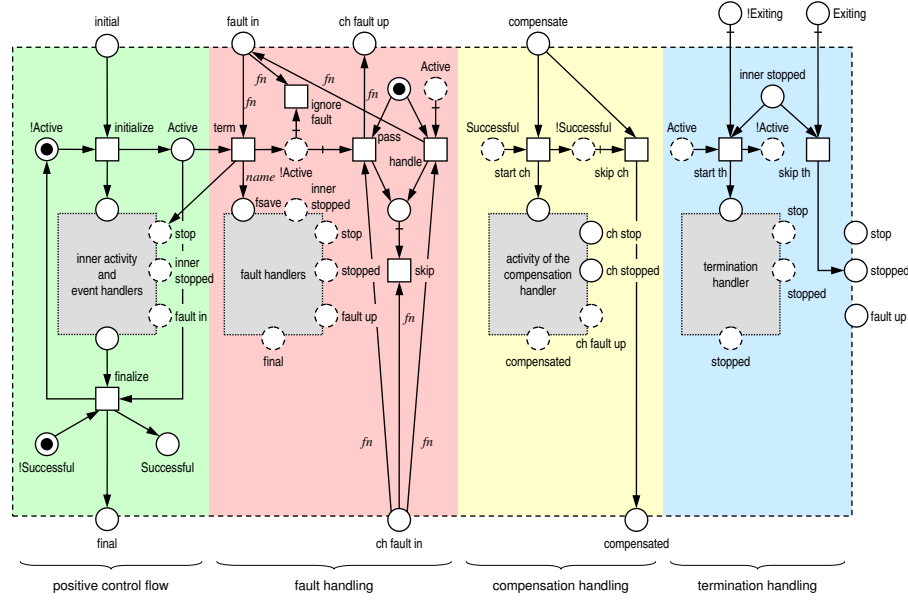 initial
fault in
ch fault up
compensate
!Exiting
Exiting
fn
fn
fn
fn
Active
inner stopped
ignore
fault
!Active
initialize
Active
term
pass
handle
Successful
!Successful
Active
!Active
name
!Active
start ch
skip ch
start th
skip th
fsave
inner
stopped
stop
stop
stop
ch stop
stop
inner activity
and
event handlers
inner
stopped
fault handlers
stopped
skip
activity of the
compensation
handler
ch stopped
termination
handler
stopped
stopped
fault in
fault up
fn
ch fault up
fault up
final
compensated
stopped
finalize
fn
fn
!Successful
Successful
final
ch fault in
compensated
positive control flow
fault handling
compensation handling
termination handling